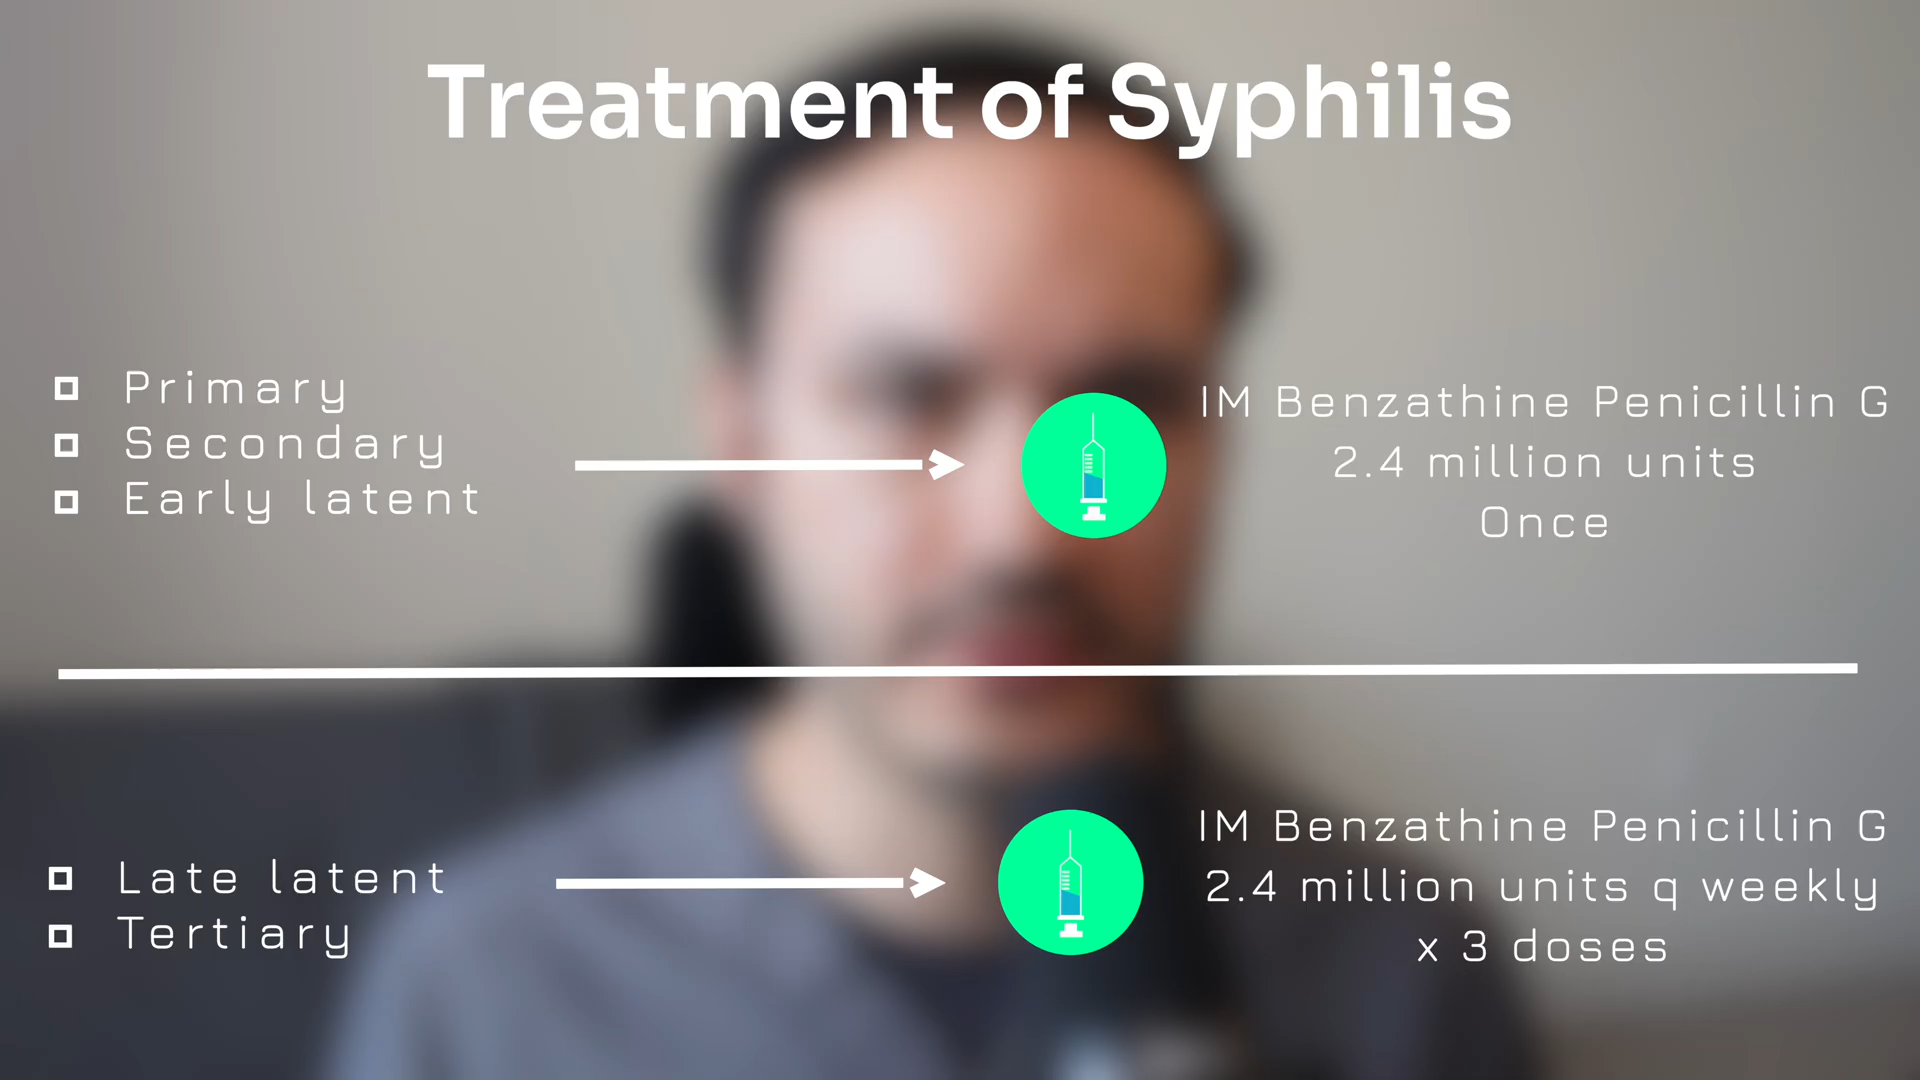 Treatment of Syphilis
Primary
Secondary
Early latent
IM Benzathine Penicillin G
2.4 million units
Once
Late latent
Tertiary
IM Benzathine Penicillin G
2.4 million units q weekly
x 3 doses